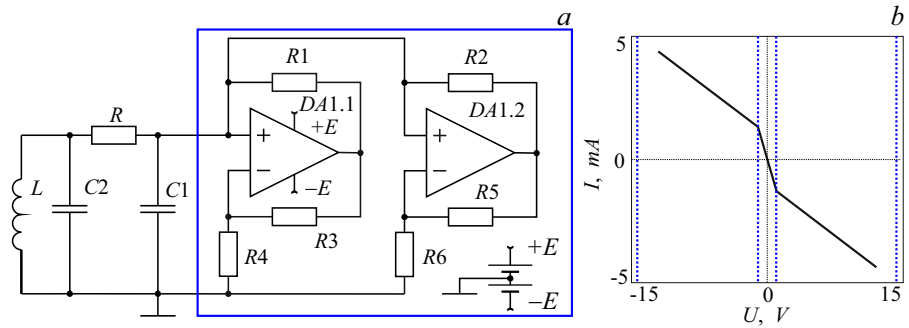 a
b
R1
R2
DA1.1
DA1.2
+E
R
L
C2
C1
−E
R3
R5
R4
R6
+E
−E
I, mA
5
0
-5
-15
0
15
U, V